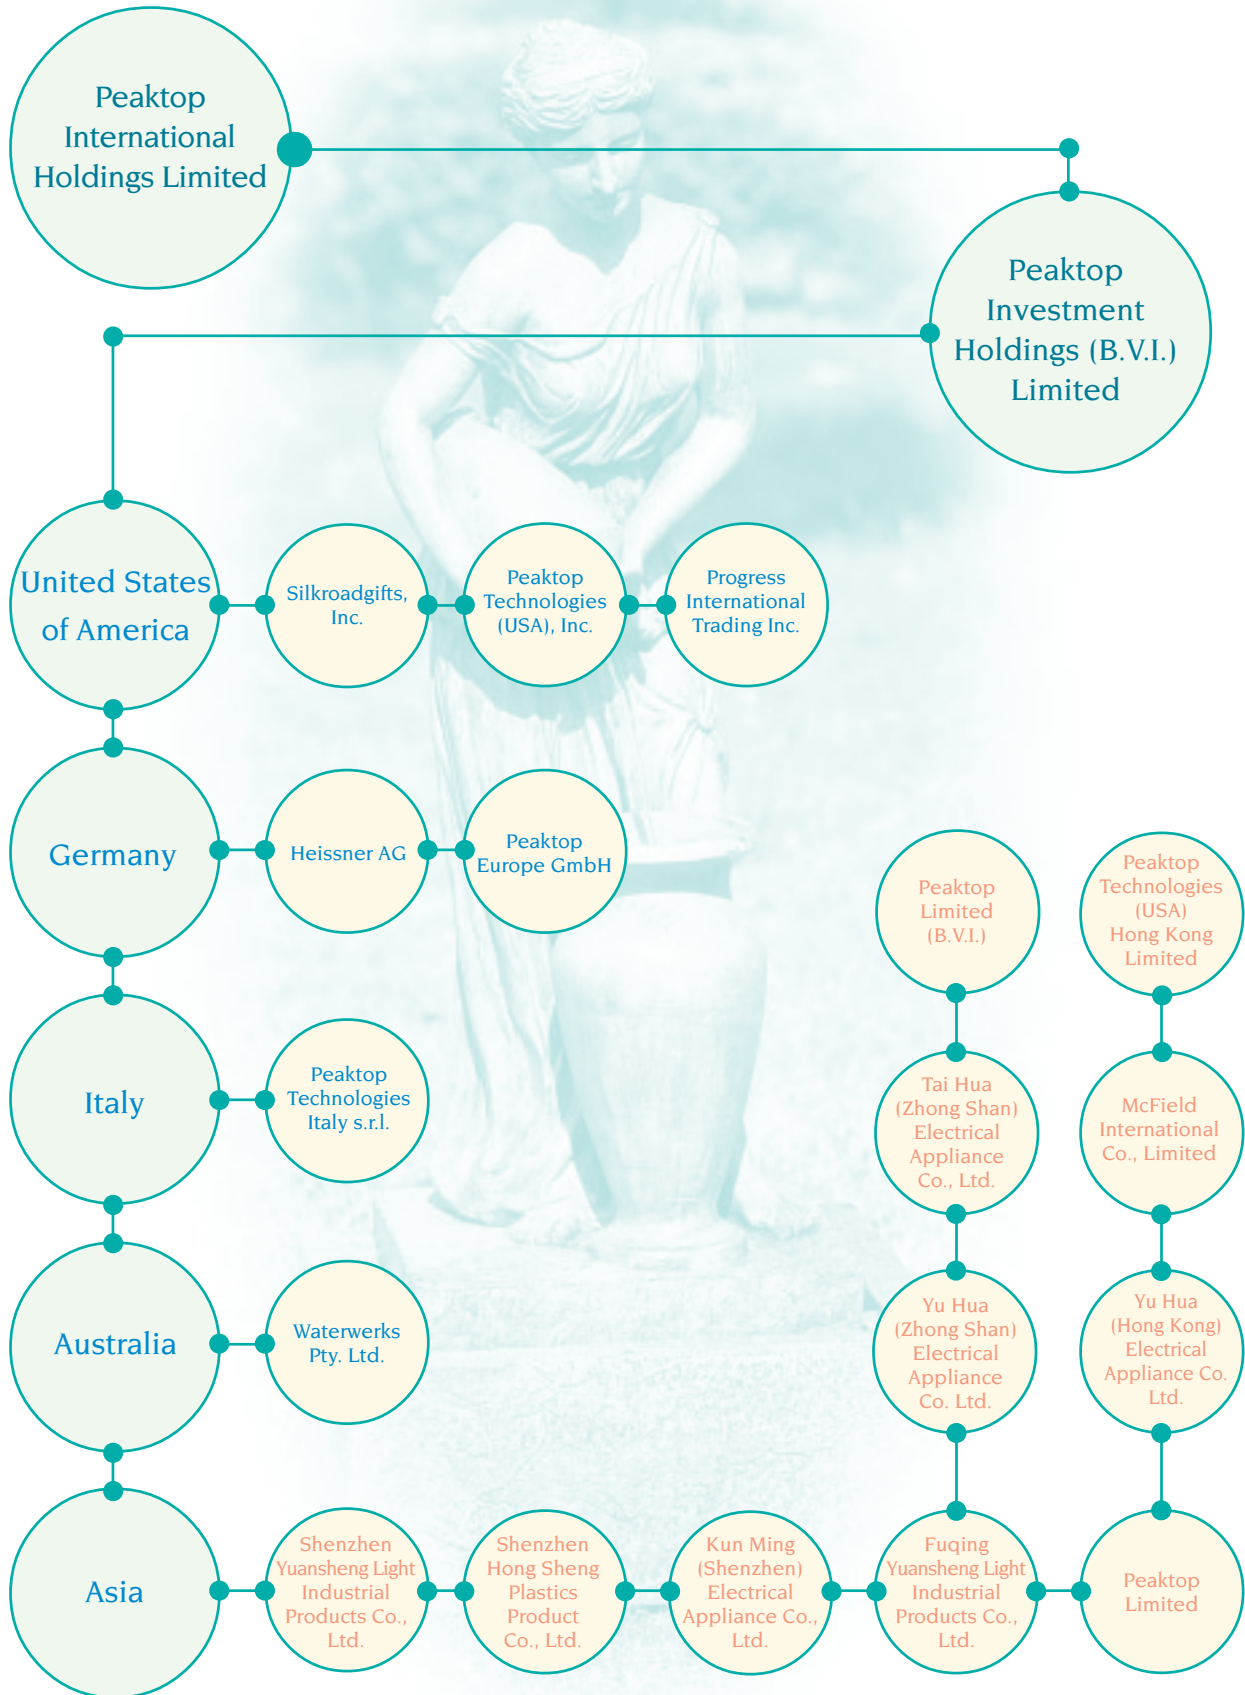 Peaktop
International
Holdings Limited
Peaktop
Investment
Holdings (B.V.I.)
Limited
United States
of America
Silkroadgifts,
Inc.
Peaktop
Technologies
(USA), Inc.
Progress
International
Trading Inc.
Germany
Heissner AG
Peaktop
Europe GmbH
Peaktop
Limited
(B.V.I.)
Peaktop
Technologies
(USA)
Hong Kong
Limited
Italy
Peaktop
Technologies
Italy s.r.l.
Tai Hua
(Zhong Shan)
Electrical
Appliance
Co., Ltd.
McField
International
Co., Limited
Australia
Waterwerks
Pty. Ltd.
Yu Hua
(Zhong Shan)
Electrical
Appliance
Co. Ltd.
Yu Hua
(Hong Kong)
Electrical
Appliance Co.
Ltd.
Asia
Shenzhen
Yuansheng Light
Industrial
Products Co.,
Ltd.
Shenzhen
Hong Sheng
Plastics
Product
Co., Ltd.
Kun Ming
(Shenzhen)
Electrical
Appliance Co.,
Ltd.
Fuqing
Yuansheng Light
Industrial
Products Co.,
Ltd.
Peaktop
Limited